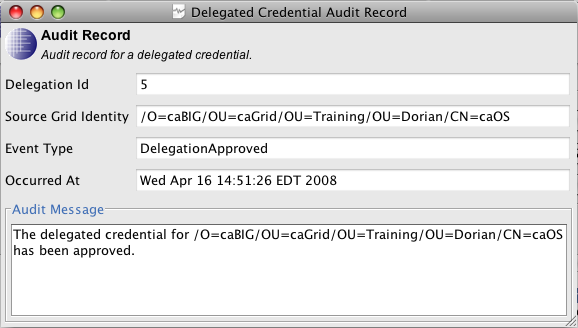 Delegated Credential Audit Record
Audit Record
Audit record for a delegated credential.
Delegation Id 5
Source Grid Identity /O=caBIG/OU=caGrid/OU=Training/OU=Dorian/CN=caOS
Event Type DelegationApproved
Occurred At Wed Apr 16 14:51:26 EDT 2008
Audit Message
The delegated credential for /O=caBIG/OU=caGrid/OU=Training/OU=Dorian/CN=caOS
has been approved.